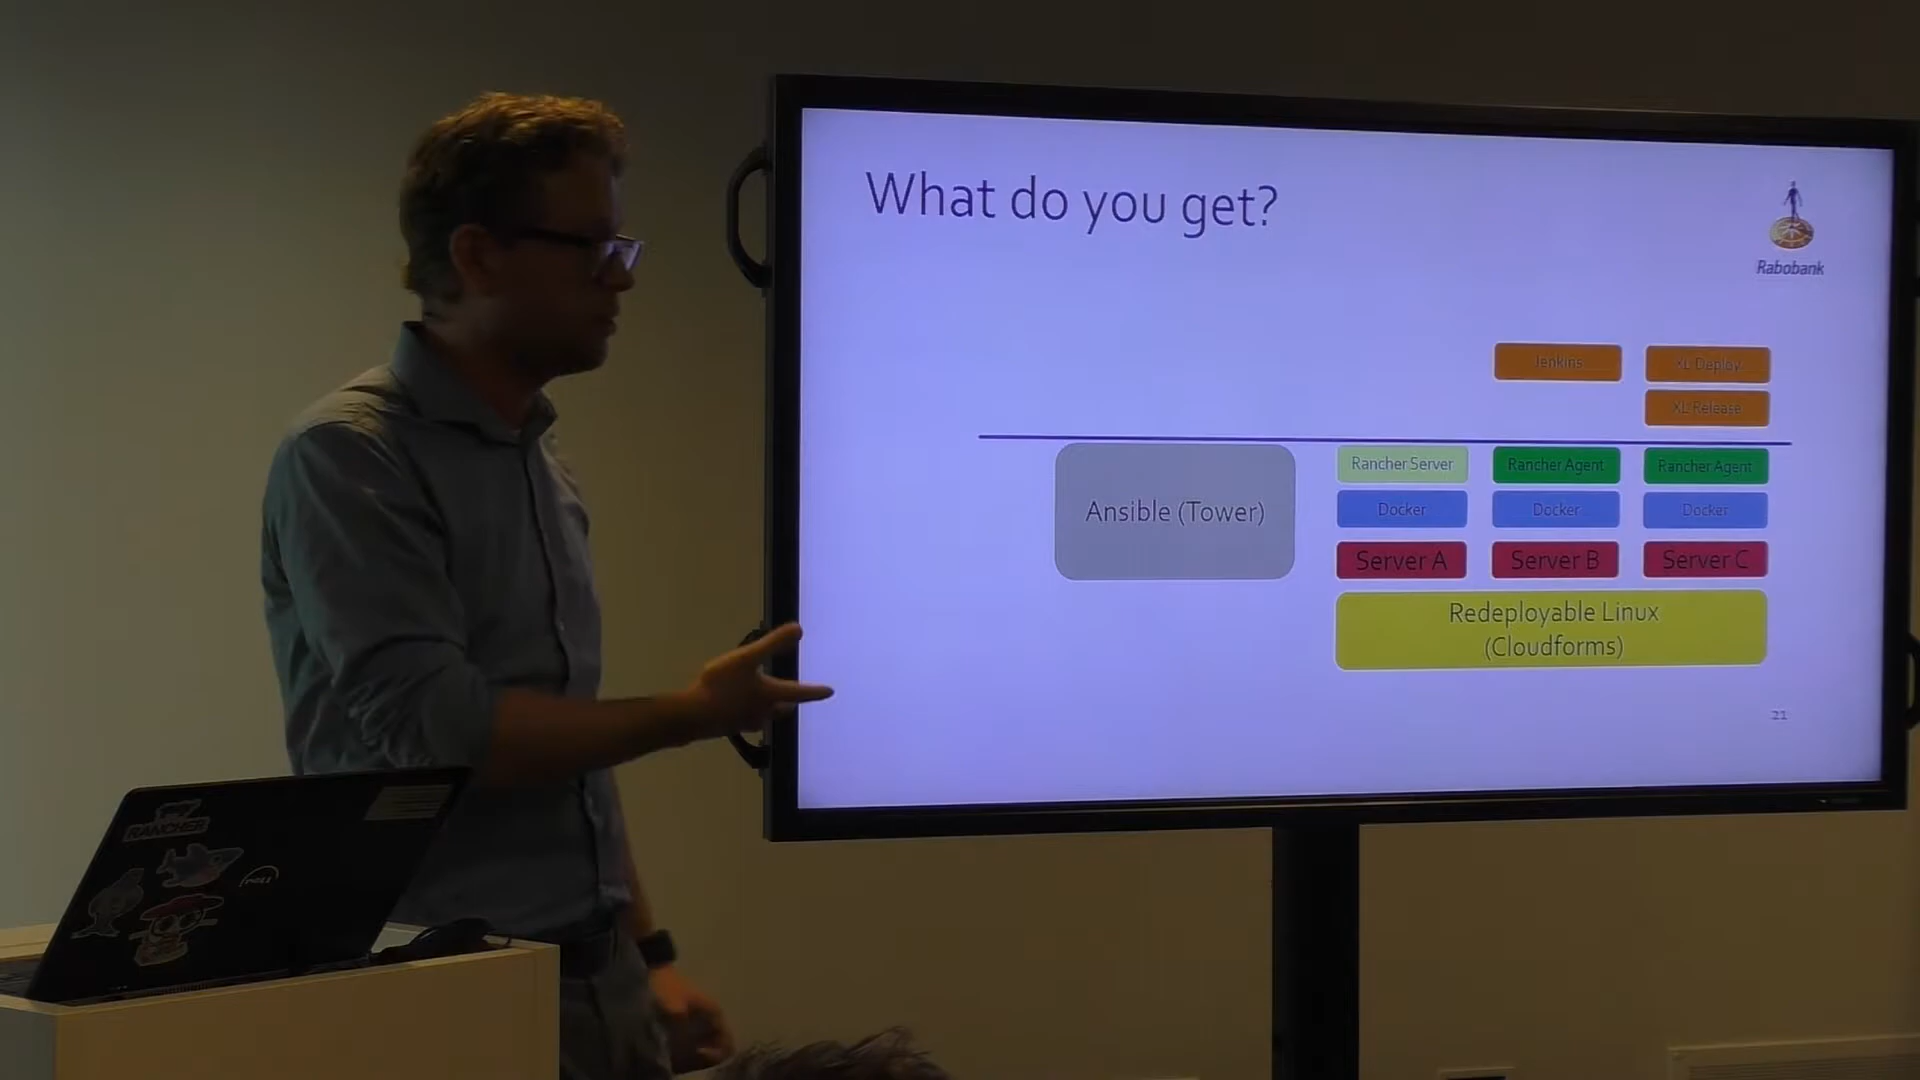 What do you get?
Rabobank
Jenkins
XL Deploy
XL Release
Ansible (Tower)
Rancher Server
Rancher Agent
Rancher Agent
Docker
Docker
Docker
Server A
Server B
Server C
Redeployable Linux
(Cloudforms)
21
RANCHER